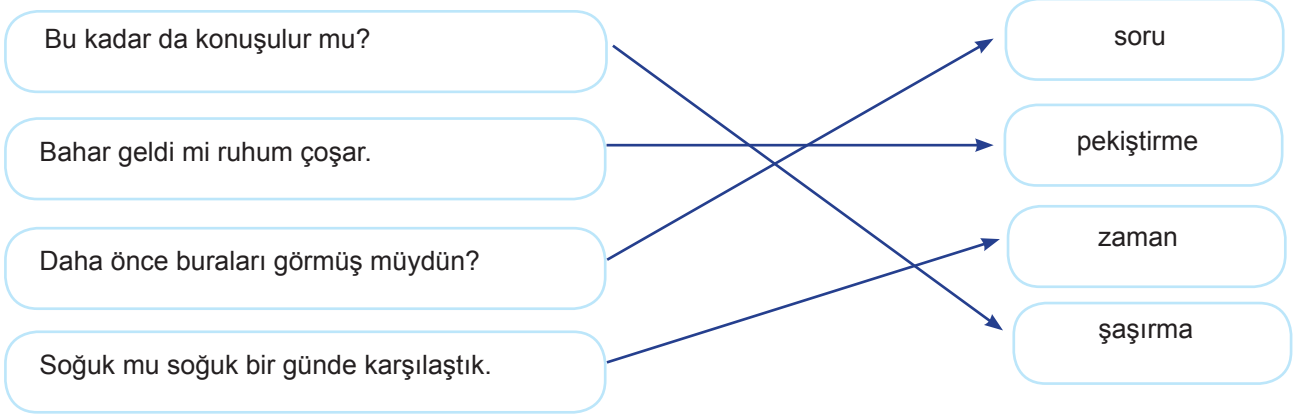 Bu kadar da konuşulur mu?
soru
Bahar geldi mi ruhum çoşar.
pekiştirme
Daha önce buraları görmüş müydün?
zaman
Soğuk mu soğuk bir günde karşılaştık.
şaşırma